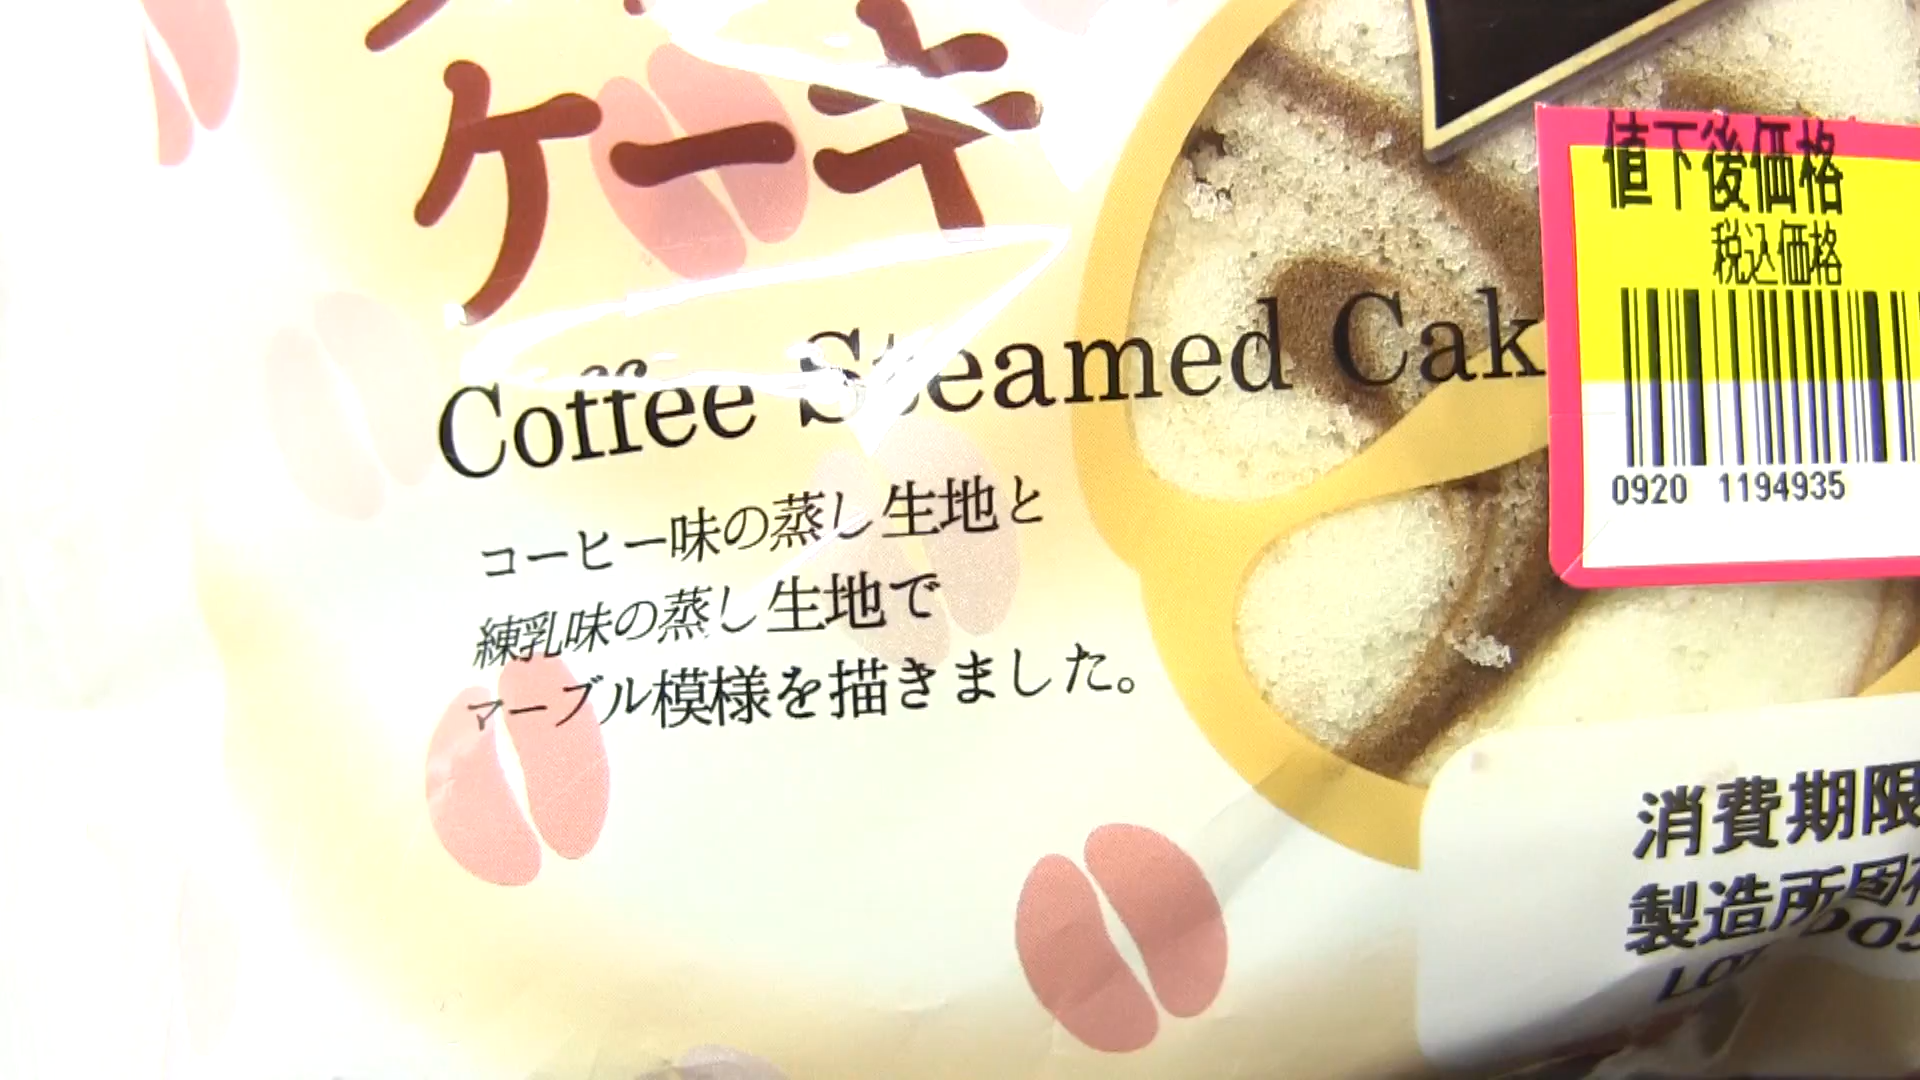 ケーキ
Coffee Steamed Cak
コーヒー味の蒸し生地と
練乳味の蒸し生地で
マーブル模様を描きました。
値下後価格
税込価格
0920 1194935
消費期限
製造所固有
LOT